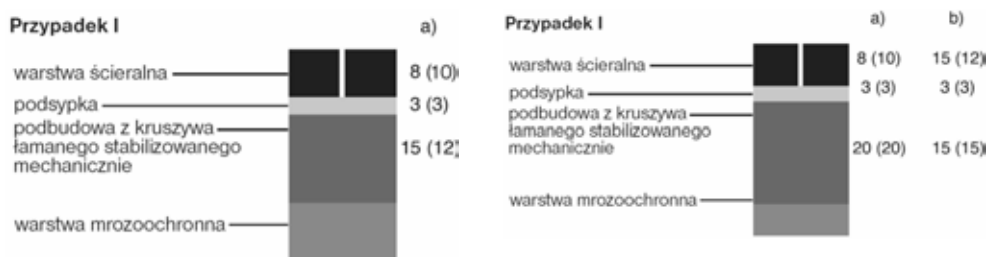 Przypadek I a)
warstwa ścieralna 8 (10)
podsypka 3 (3)
podbudowa z kruszywa
łamanego stabilizowanego 15 (12)
mechanicznie
warstwa mrozoochronna
Przypadek I a) b)
warstwa ścieralna 8 (10) 15 (12)
podsypka 3 (3) 3 (3)
podbudowa z kruszywa
łamanego stabilizowanego
mechanicznie 20 (20) 15 (15)
warstwa mrozoochronna